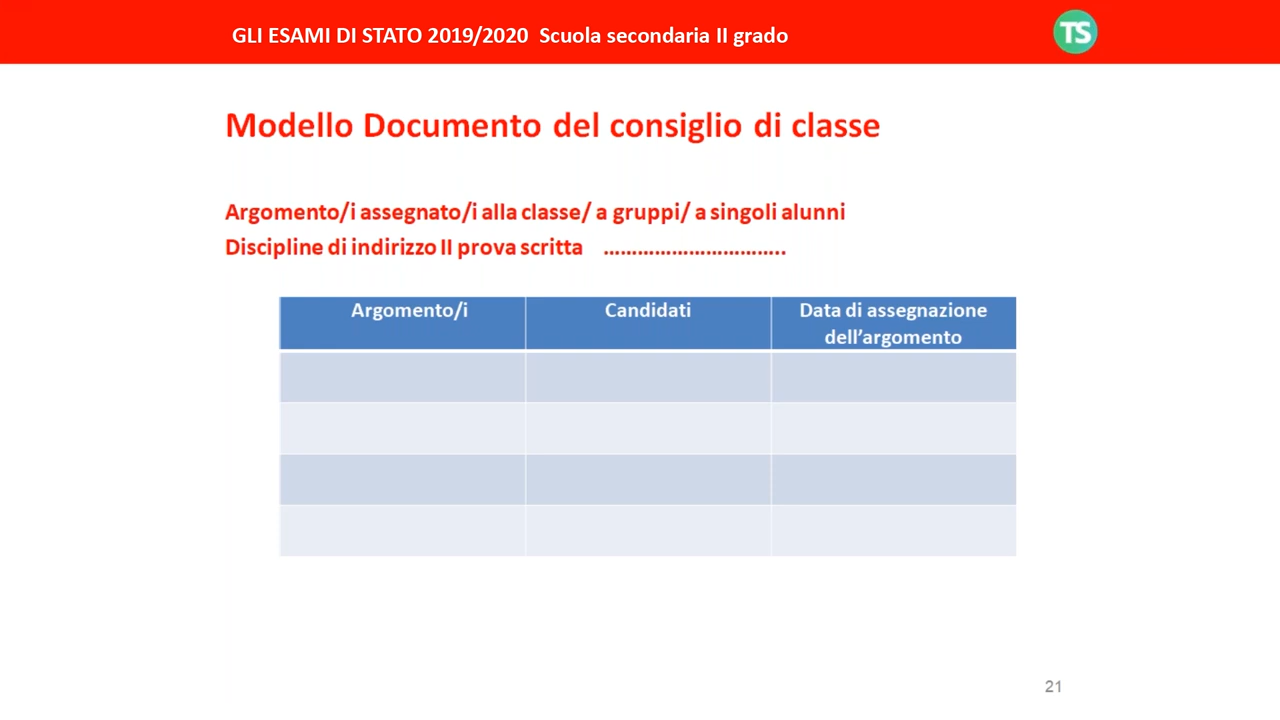 GLI ESAMI DI STATO 2019/2020 Scuola secondaria II grado
TS
Modello Documento del consiglio di classe
Argomento/i assegnato/i alla classe/ a gruppi/ a singoli alunni
Discipline di indirizzo II prova scritta …………………………..
Argomento/i
Candidati
Data di assegnazione
dell’argomento
21